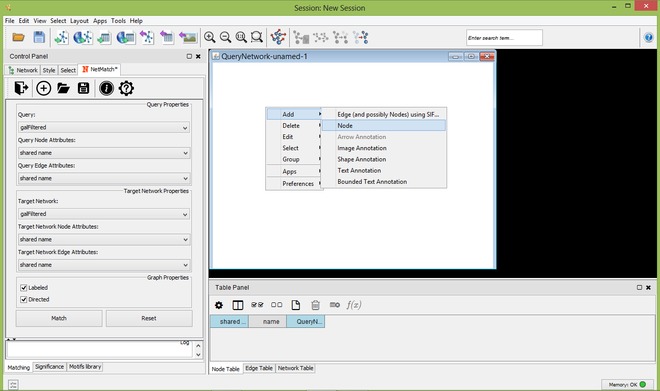 Session: New Session
File Edit View Select Layout Apps Tools Help
Enter search term...
Control Panel
Network Style Select NetMatch*
Query Properties
Query:
galFiltered
Query Node Attributes:
shared name
Query Edge Attributes:
shared name
Target Network Properties
Target Network:
galFiltered
Target Network Node Attributes:
shared name
Target Network Edge Attributes:
shared name
Graph Properties
Labeled
Directed
Match Reset
Log
Matching Significance Motifs library
QueryNetwork-unamed-1
Add
Delete
Edit
Select
Group
Apps
Preferences
Edge (and possibly Nodes) using SIF...
Node
Arrow Annotation
Image Annotation
Shape Annotation
Text Annotation
Bounded Text Annotation
Table Panel
f(x)
shared ... name QueryN...
Node Table Edge Table Network Table
Memory: OK